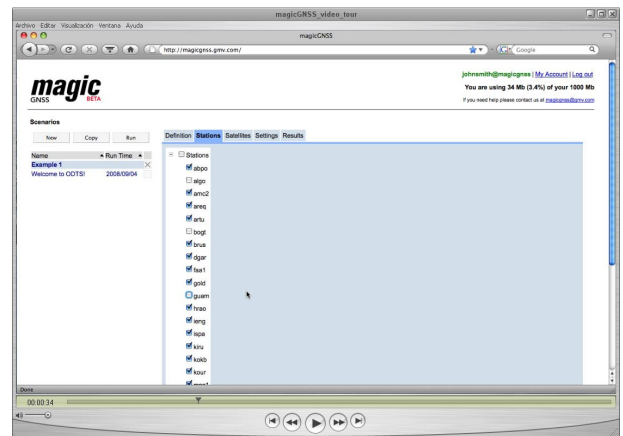 magicGNSS_video_tour
Archivo Editar Visualización Ventana Ayuda
magicGNSS
http://magicgnss.gmv.com/
Google
magic
GNSS
BETA
johnsmith@magicgnss | My Account | Log out
You are using 34 Mb (3.4%) of your 1000 Mb
If you need help please contact us at magicgnss@gmv.com
Scenarios
New Copy Run
Name Run Time
Example 1
Welcome to ODTS! 2008/09/04
Definition Stations Satellites Settings Results
Stations
abpo
algo
amc2
areq
artu
bogt
brus
dgar
faa1
gold
guam
hrao
ieng
ispa
kiru
kokb
kour
Done
00:00:34